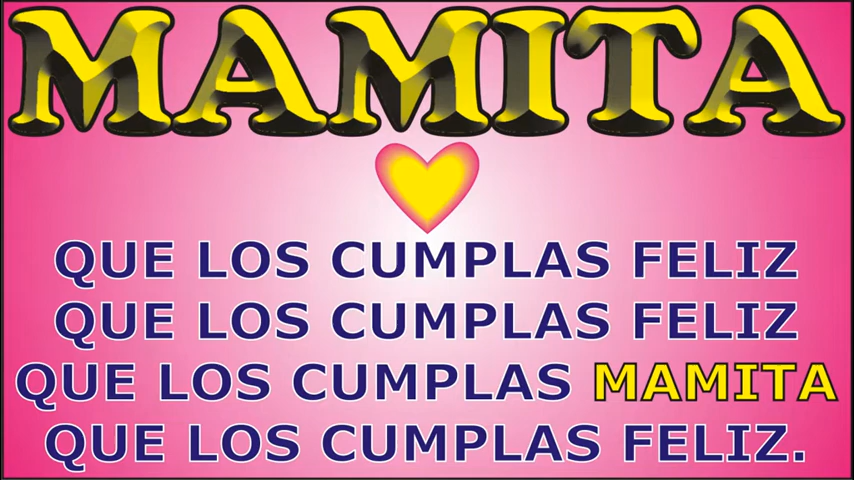 MAMITA
QUE LOS CUMPLAS FELIZ
QUE LOS CUMPLAS FELIZ
QUE LOS CUMPLAS MAMITA
QUE LOS CUMPLAS FELIZ.